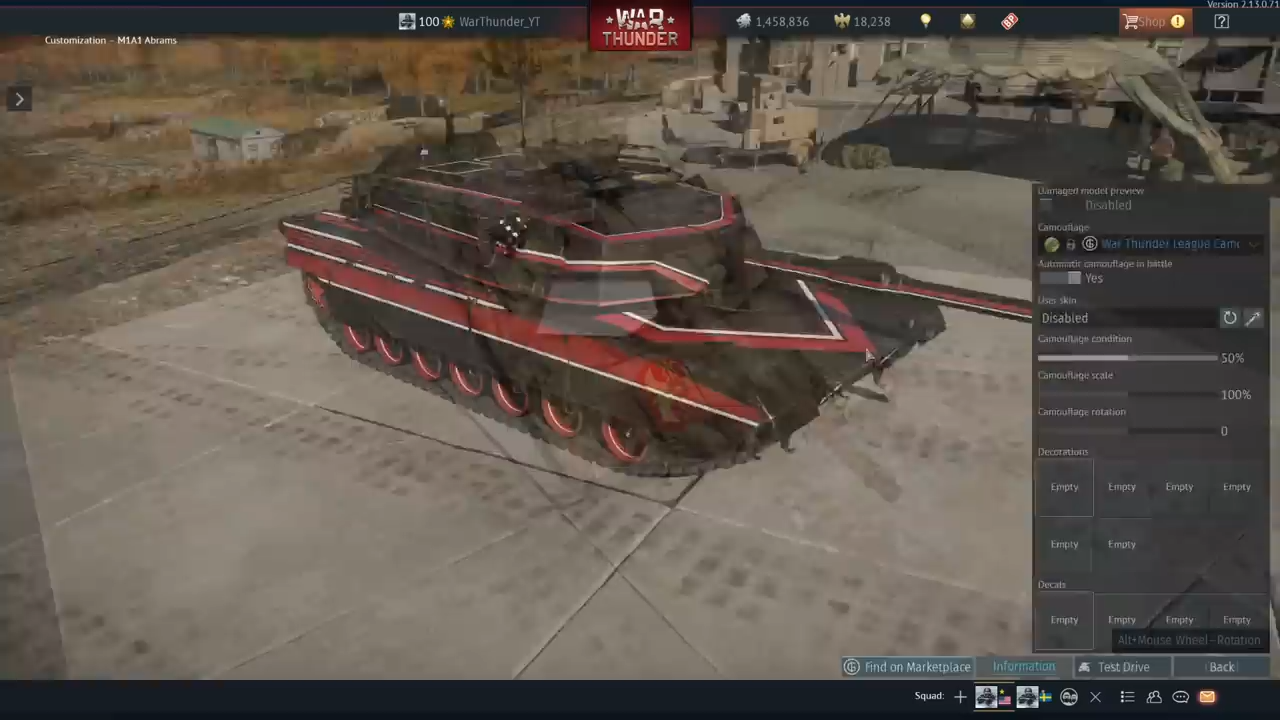 Version 2.13.0.71
100 WarThunder_YT
WAR THUNDER
1,458,836
18,238
BP
Shop
Customization – M1A1 Abrams
Damaged model preview
Disabled
Camouflage
War Thunder League Camo
Automatic camouflage in battle
Yes
User skin
Disabled
Camouflage condition
50%
Camouflage scale
100%
Camouflage rotation
0
Decorations
Empty Empty Empty Empty
Empty Empty
Decals
Empty Empty Empty Empty
Alt+Mouse Wheel – Rotation
Find on Marketplace Information Test Drive Back
Squad: